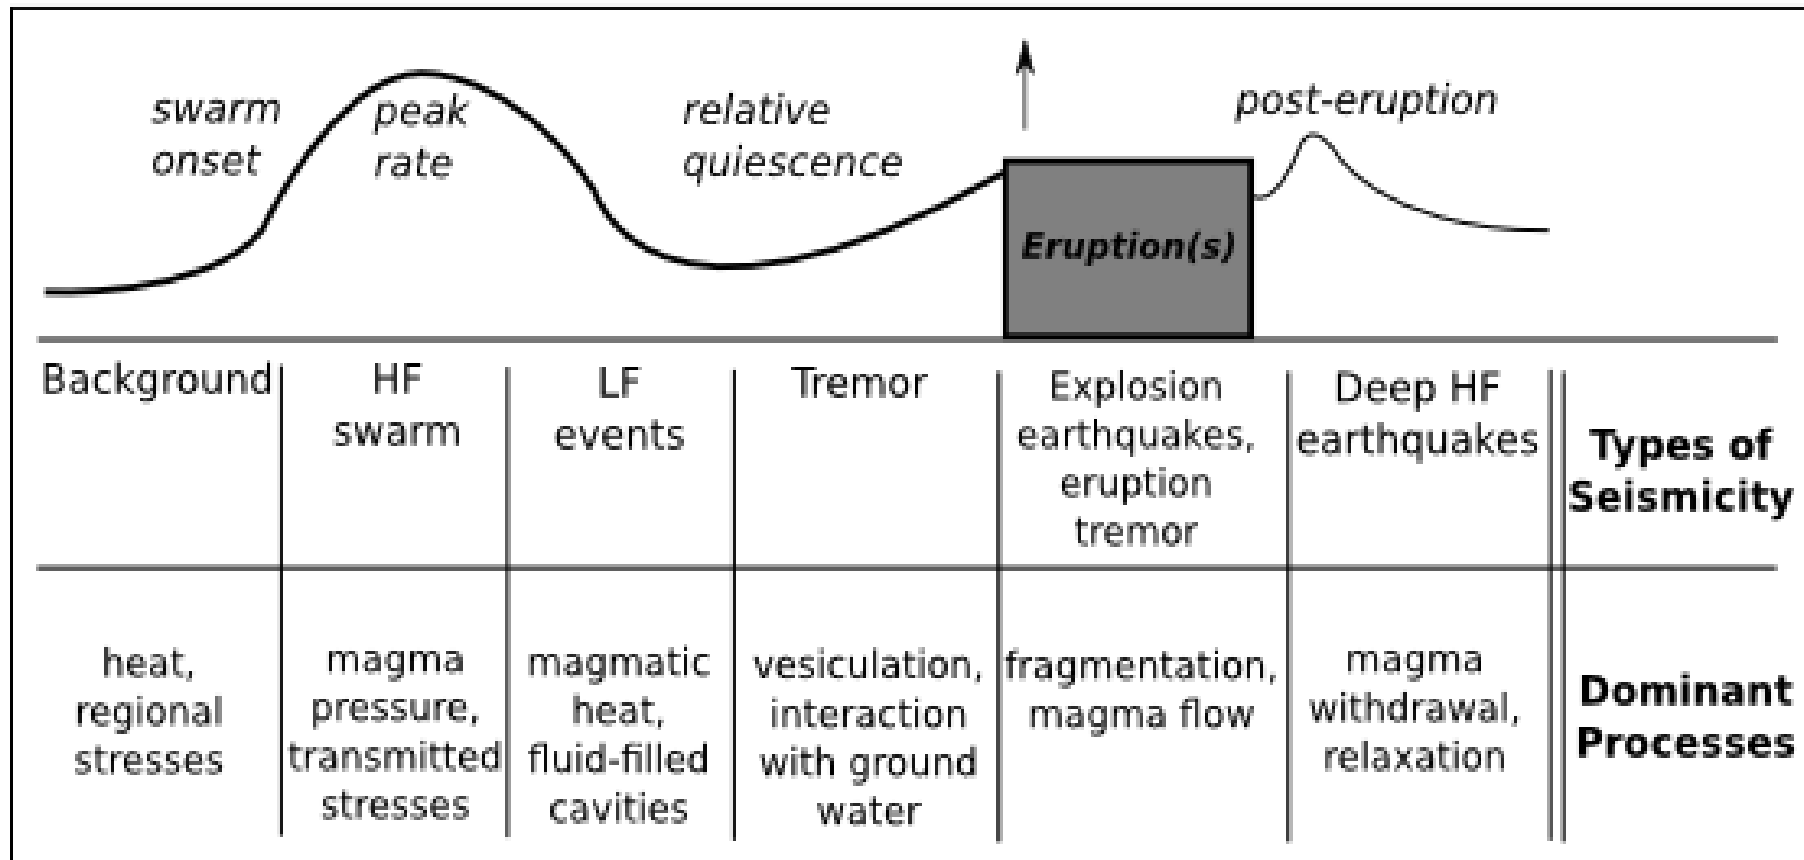 swarm
onset
peak
rate
relative
quiescence
post-eruption
Eruption(s)
Background
HF
swarm
LF
events
Tremor
Explosion
earthquakes,
eruption
tremor
Deep HF
earthquakes
Types of
Seismicity
heat,
regional
stresses
magma
pressure,
transmitted
stresses
magmatic
heat,
fluid-filled
cavities
vesiculation,
interaction
with ground
water
fragmentation,
magma flow
magma
withdrawal,
relaxation
Dominant
Processes